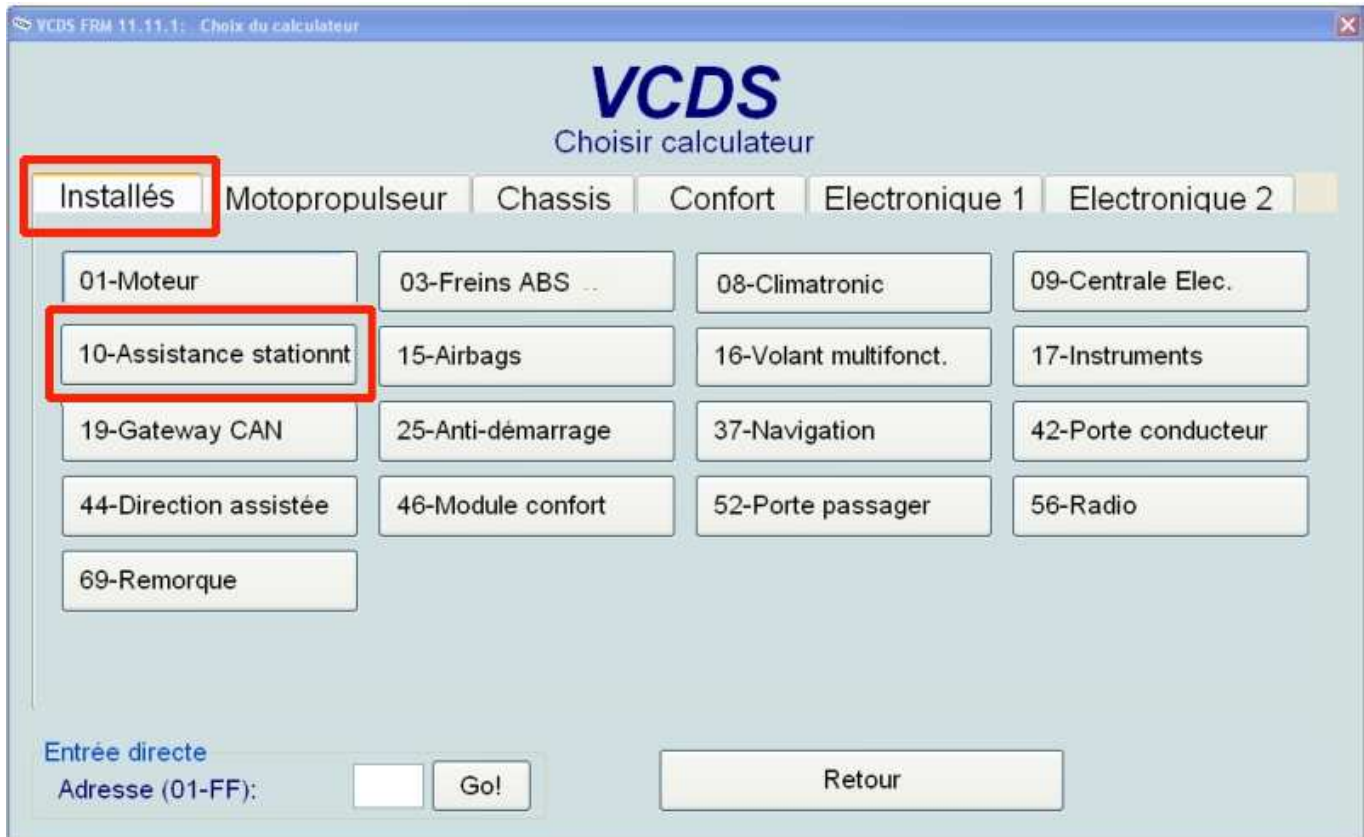 VCDS FRM 11.11.1: Choix du calculateur
VCDS
Choisir calculateur
Installés Motopropulseur Chassis Confort Electronique 1 Electronique 2
01-Moteur 03-Freins ABS .. 08-Climatronic 09-Centrale Elec.
10-Assistance stationnt 15-Airbags 16-Volant multifonct. 17-Instruments
19-Gateway CAN 25-Anti-démarrage 37-Navigation 42-Porte conducteur
44-Direction assistée 46-Module confort 52-Porte passager 56-Radio
69-Remorque
Entrée directe
Adresse (01-FF): Go! Retour